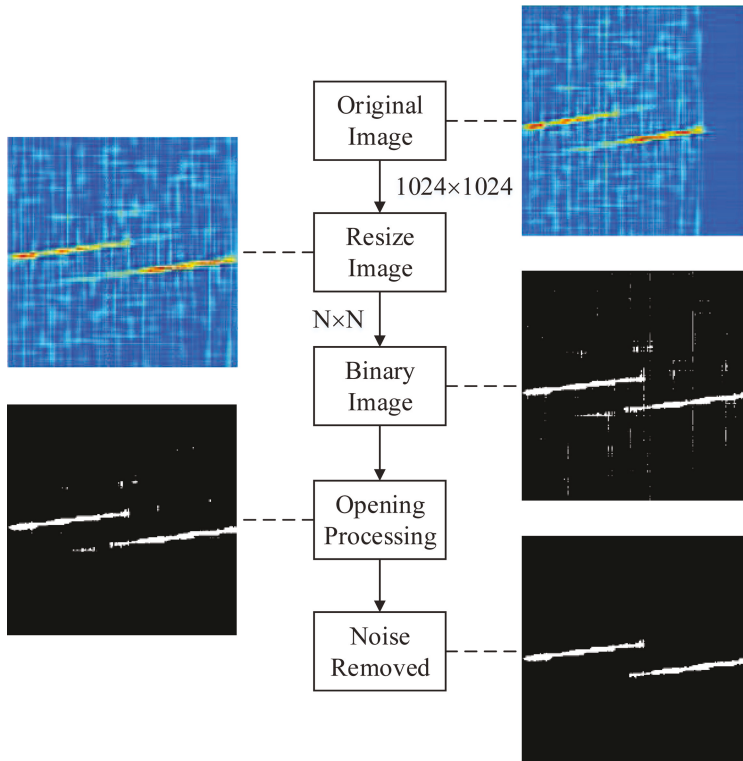 Original
Image
1024×1024
Resize
Image
N×N
Binary
Image
Opening
Processing
Noise
Removed